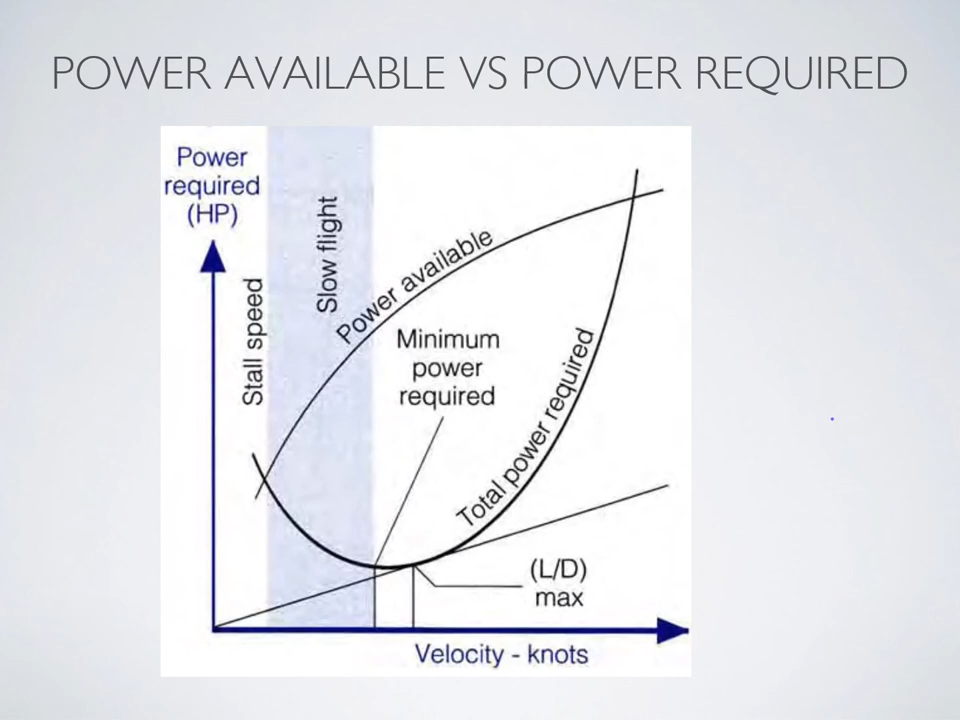 POWER AVAILABLE VS POWER REQUIRED
Power
required
(HP)
Stall speed
Slow flight
Power available
Minimum
power
required
Total power required
(L/D)
max
Velocity - knots